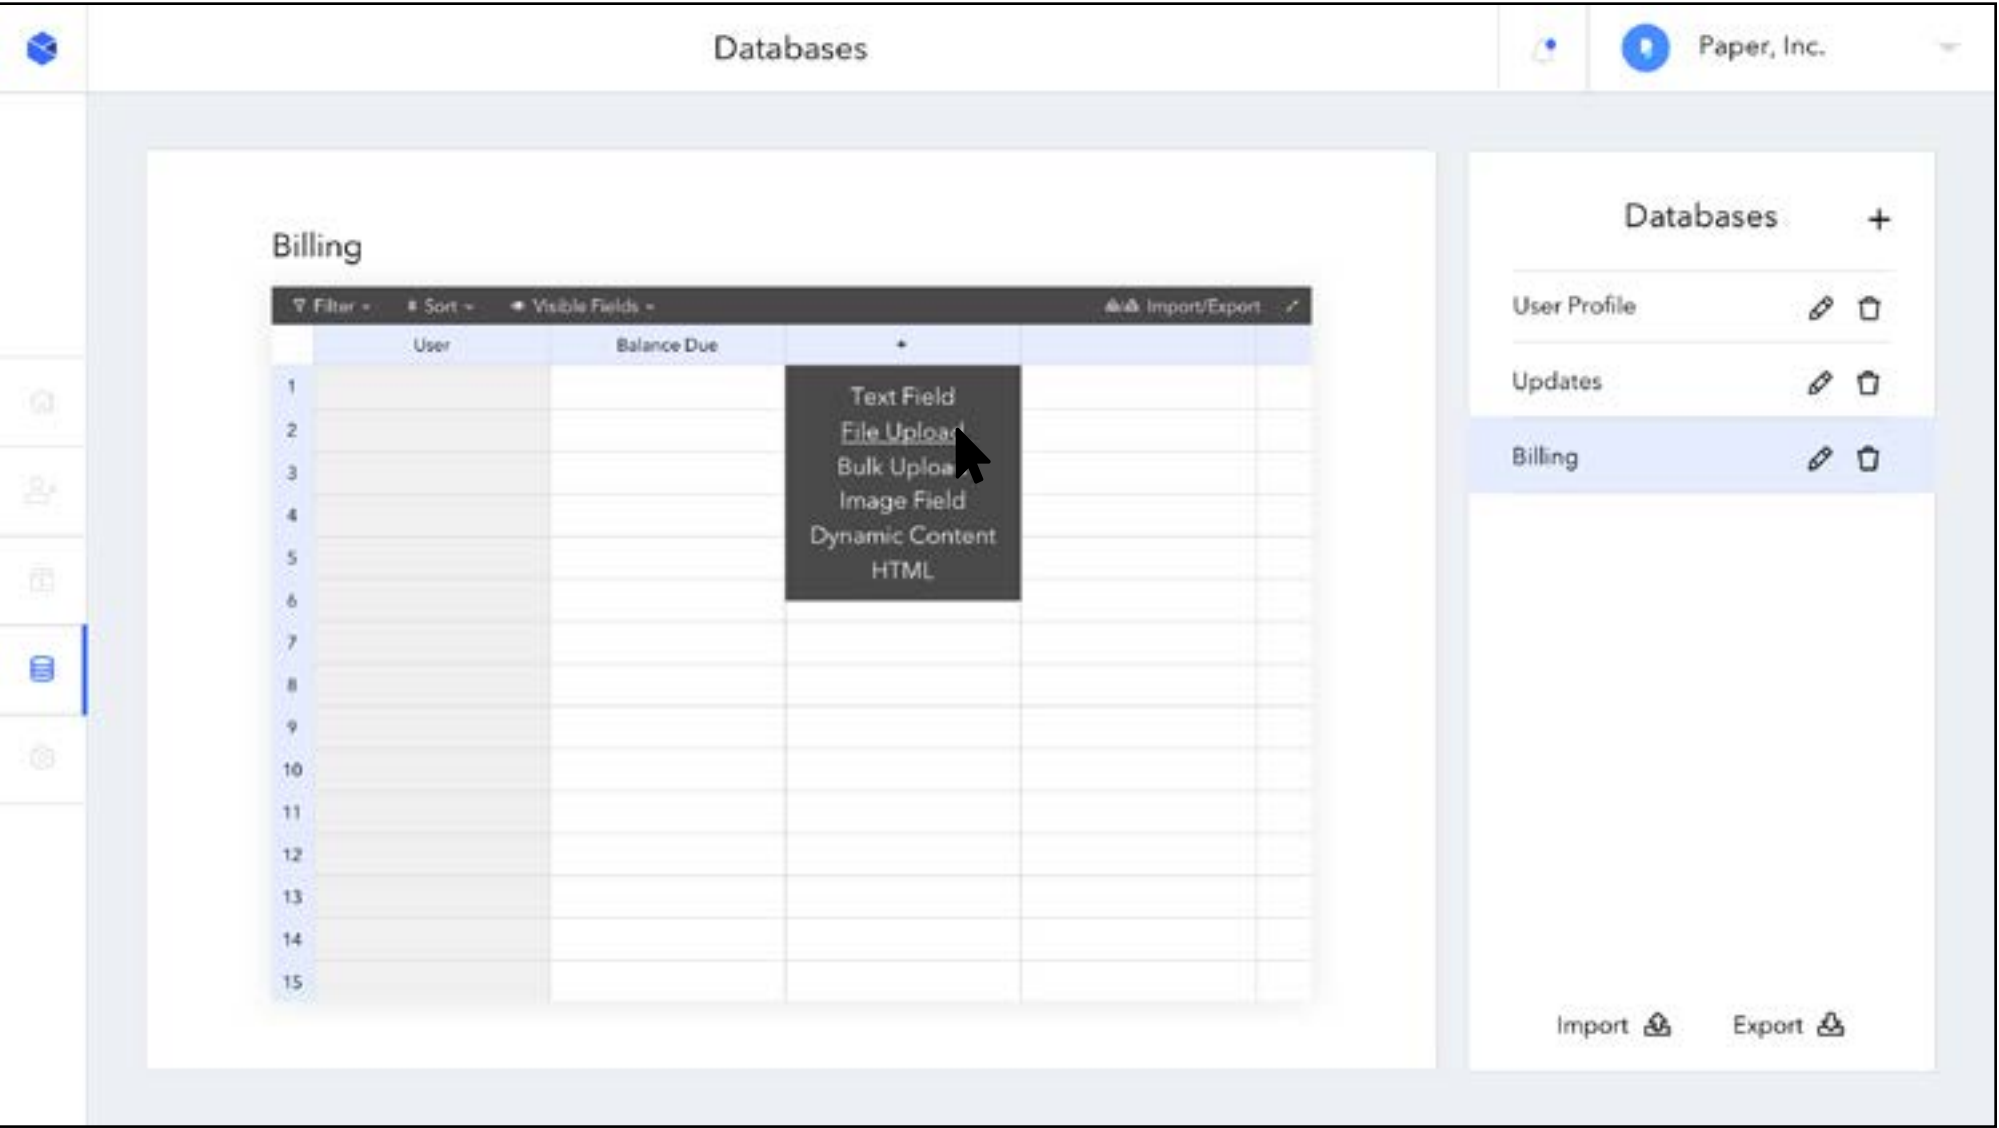 Databases
Paper, Inc.
Billing
Filter
Sort
Visible Fields
Import/Export
User
Balance Due
+
1
2
3
4
5
6
7
8
9
10
11
12
13
14
15
Text Field
File Upload
Bulk Upload
Image Field
Dynamic Content
HTML
Databases +
User Profile
Updates
Billing
Import
Export